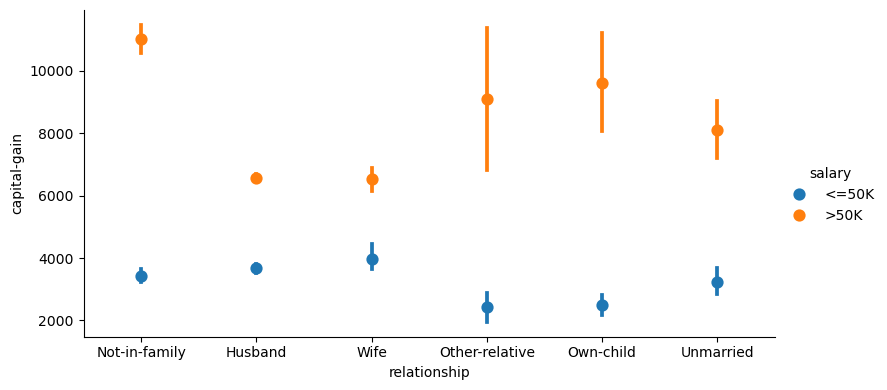 10000
8000
6000
4000
2000
capital-gain
Not-in-family Husband Wife Other-relative Own-child Unmarried
relationship
salary
<=50K
>50K